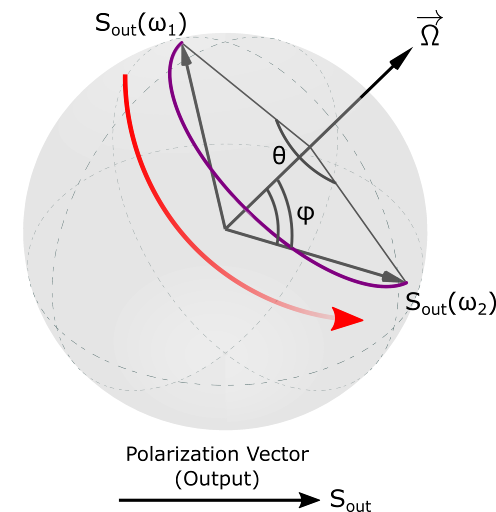 Sout(ω1)
Ω
θ
φ
Sout(ω2)
Polarization Vector
(Output)
Sout